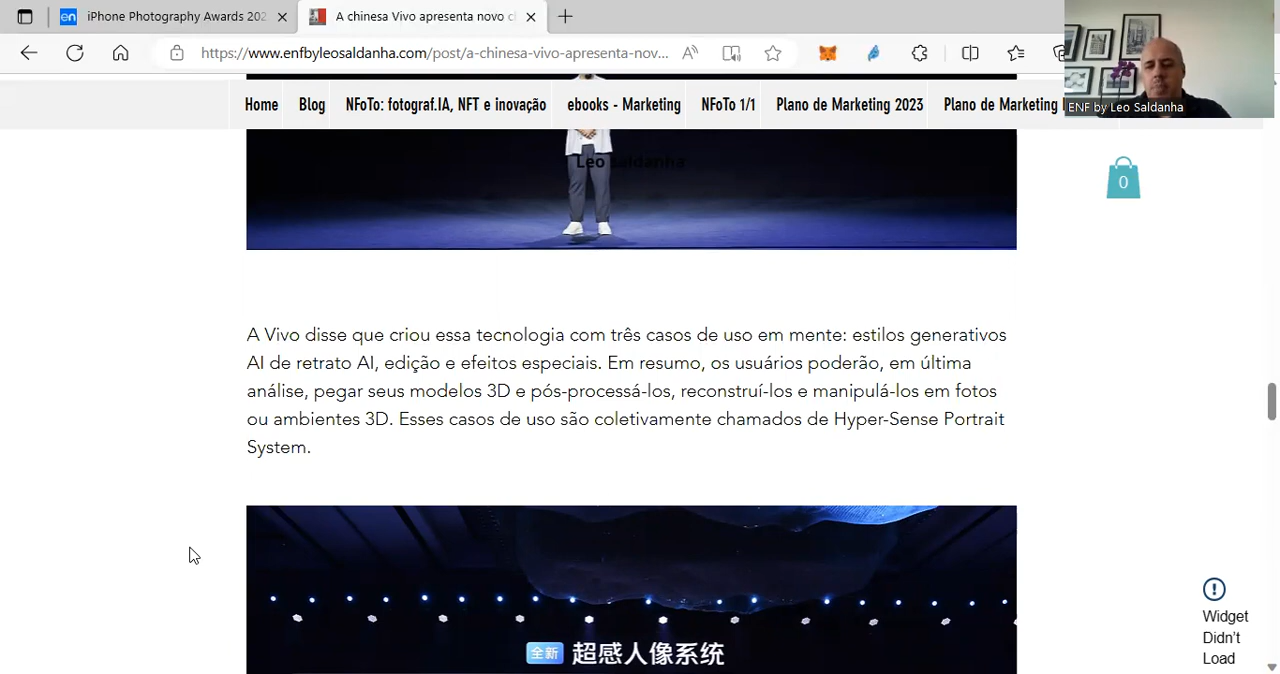 iPhone Photography Awards 202
A chinesa Vivo apresenta novo c
https://www.enfbyleosaldanha.com/post/a-chinesa-vivo-apresenta-nov...
ENF by Leo Saldanha
Home Blog NFoTo: fotograf.IA, NFT e inovação ebooks - Marketing NFoTo 1/1 Plano de Marketing 2023 Plano de Marketing
Leo saldanha
0
A Vivo disse que criou essa tecnologia com três casos de uso em mente: estilos generativos
AI de retrato AI, edição e efeitos especiais. Em resumo, os usuários poderão, em última
análise, pegar seus modelos 3D e pós-processá-los, reconstruí-los e manipulá-los em fotos
ou ambientes 3D. Esses casos de uso são coletivamente chamados de Hyper-Sense Portrait
System.
全新 超感人像系统
Widget
Didn't
Load